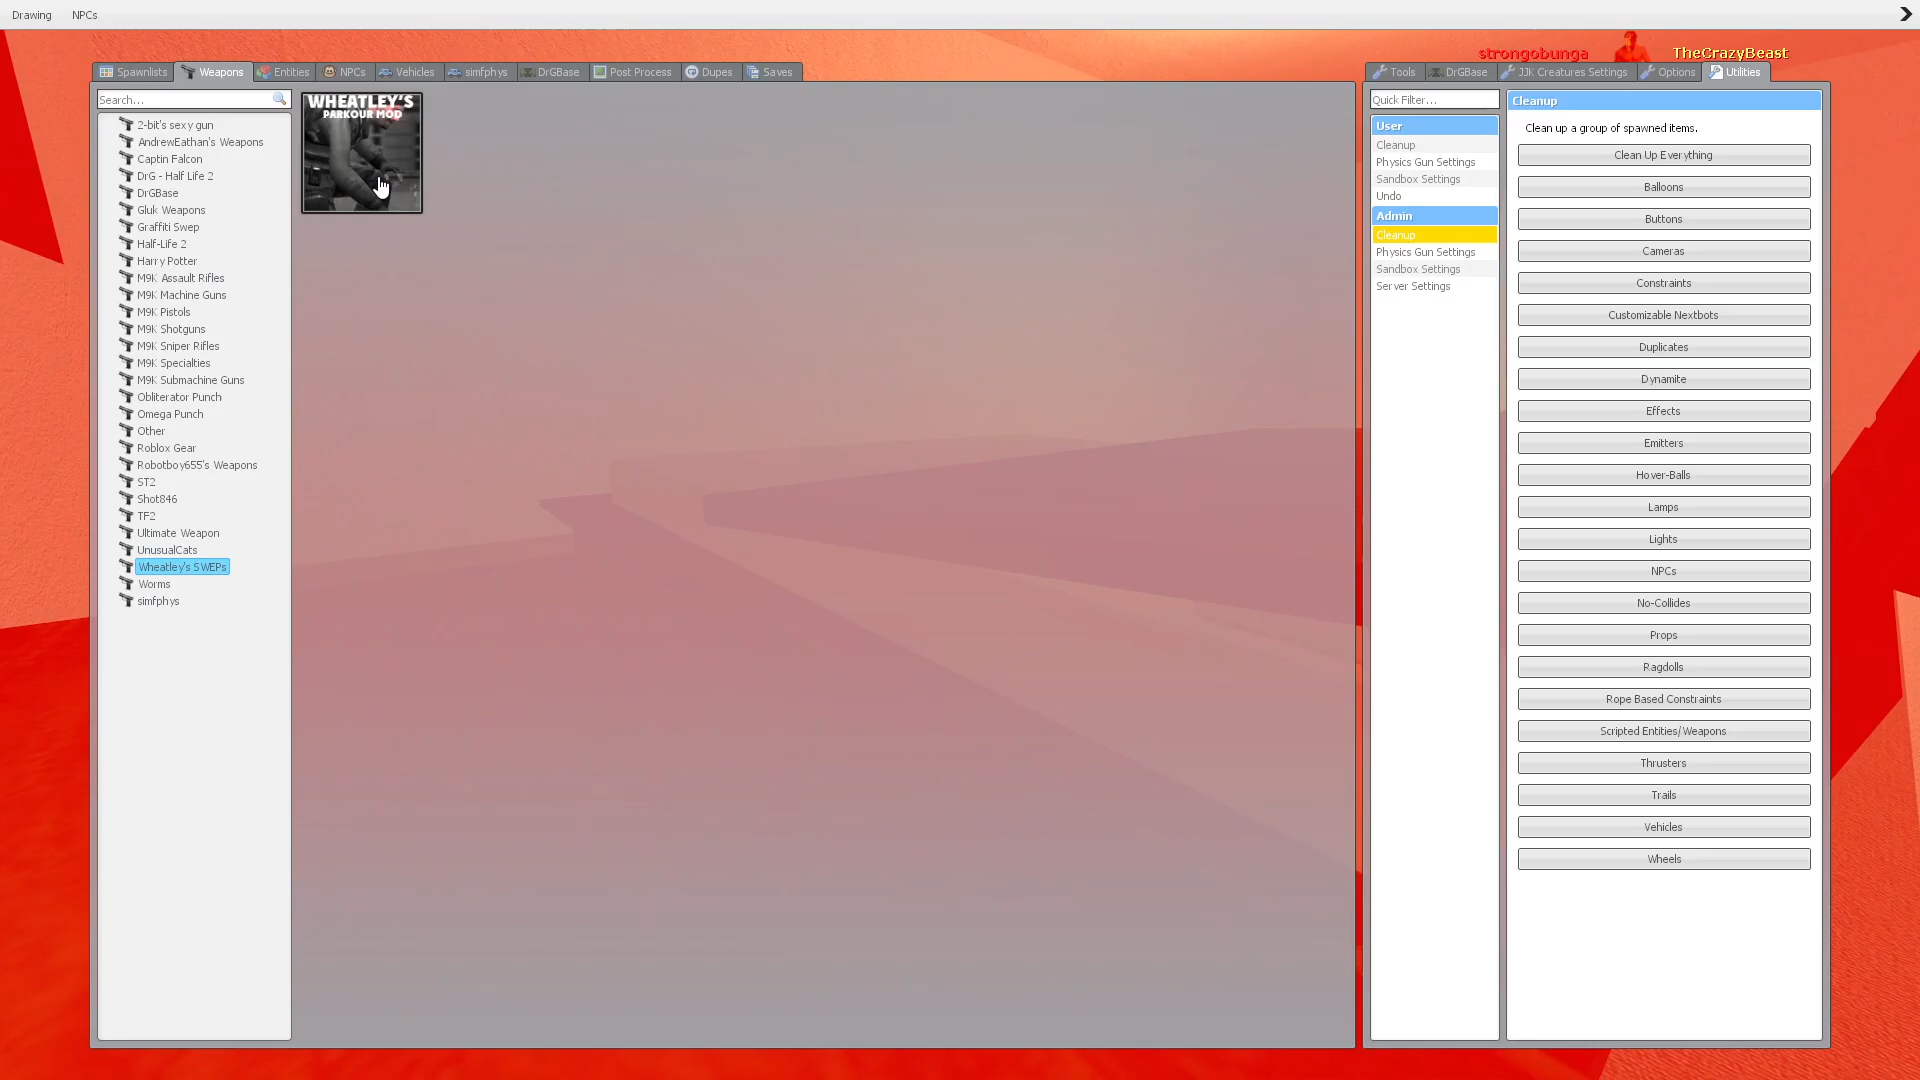 Drawing NPCs
strongobunga TheCrazyBeast
Spawnlists Weapons Entities NPCs Vehicles simfphys DrGBase Post Process Dupes Saves
Tools DrGBase JJK Creatures Settings Options Utilities
Search...
2-bit's sexy gun
AndrewEathan's Weapons
Captin Falcon
DrG - Half Life 2
DrGBase
Gluk Weapons
Graffiti Swep
Half-Life 2
Harry Potter
M9K Assault Rifles
M9K Machine Guns
M9K Pistols
M9K Shotguns
M9K Sniper Rifles
M9K Specialties
M9K Submachine Guns
Obliterator Punch
Omega Punch
Other
Roblox Gear
Robotboy655's Weapons
ST2
Shot846
TF2
Ultimate Weapon
UnusualCats
Wheatley's SWEPs
Worms
simfphys
WHEATLEY'S
PARKOUR MOD
Quick Filter...
User
Cleanup
Physics Gun Settings
Sandbox Settings
Undo
Admin
Cleanup
Physics Gun Settings
Sandbox Settings
Server Settings
Cleanup
Clean up a group of spawned items.
Clean Up Everything
Balloons
Buttons
Cameras
Constraints
Customizable Nextbots
Duplicates
Dynamite
Effects
Emitters
Hover-Balls
Lamps
Lights
NPCs
No-Collides
Props
Ragdolls
Rope Based Constraints
Scripted Entities/Weapons
Thrusters
Trails
Vehicles
Wheels